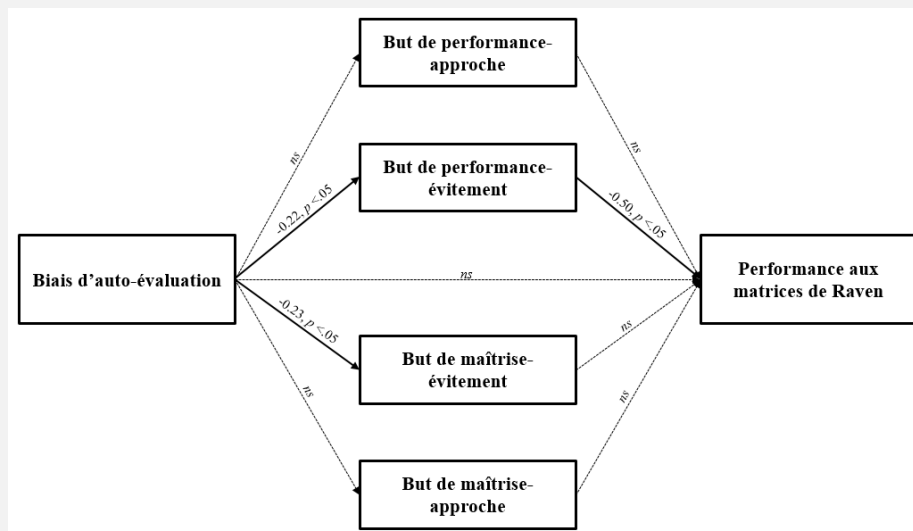 But de performance-
approche
ns
ns
But de performance-
évitement
-0.22, p <.05
-0.50, p <.05
Biais d'auto-évaluation
ns
Performance aux
matrices de Raven
-0.23, p <.05
ns
But de maîtrise-
évitement
ns
ns
But de maîtrise-
approche